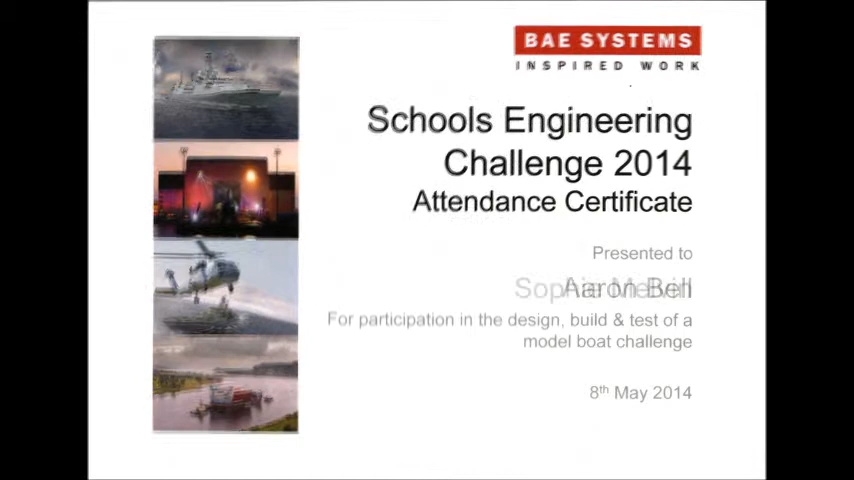 BAE SYSTEMS
INSPIRED WORK
Schools Engineering
Challenge 2014
Attendance Certificate
Presented to
Aaron Bell
For participation in the design, build & test of a
model boat challenge
8th May 2014